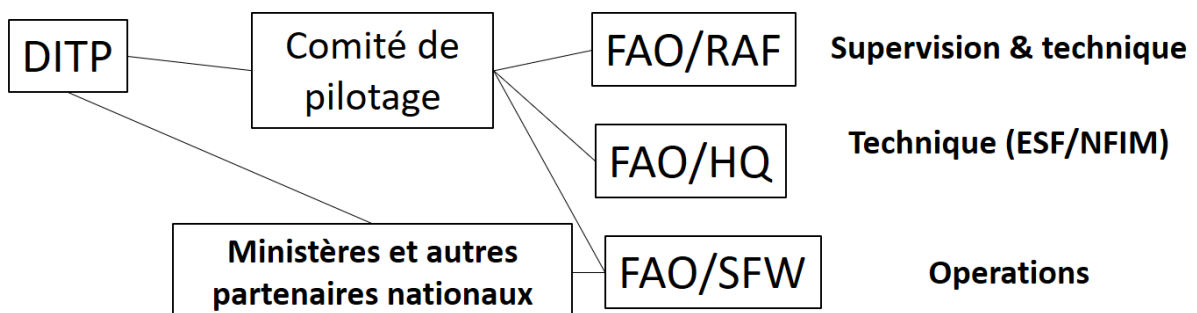 DITP
Comité de
pilotage
FAO/RAF
Supervision & technique
FAO/HQ
Technique (ESF/NFIM)
Ministères et autres
partenaires nationaux
FAO/SFW
Operations